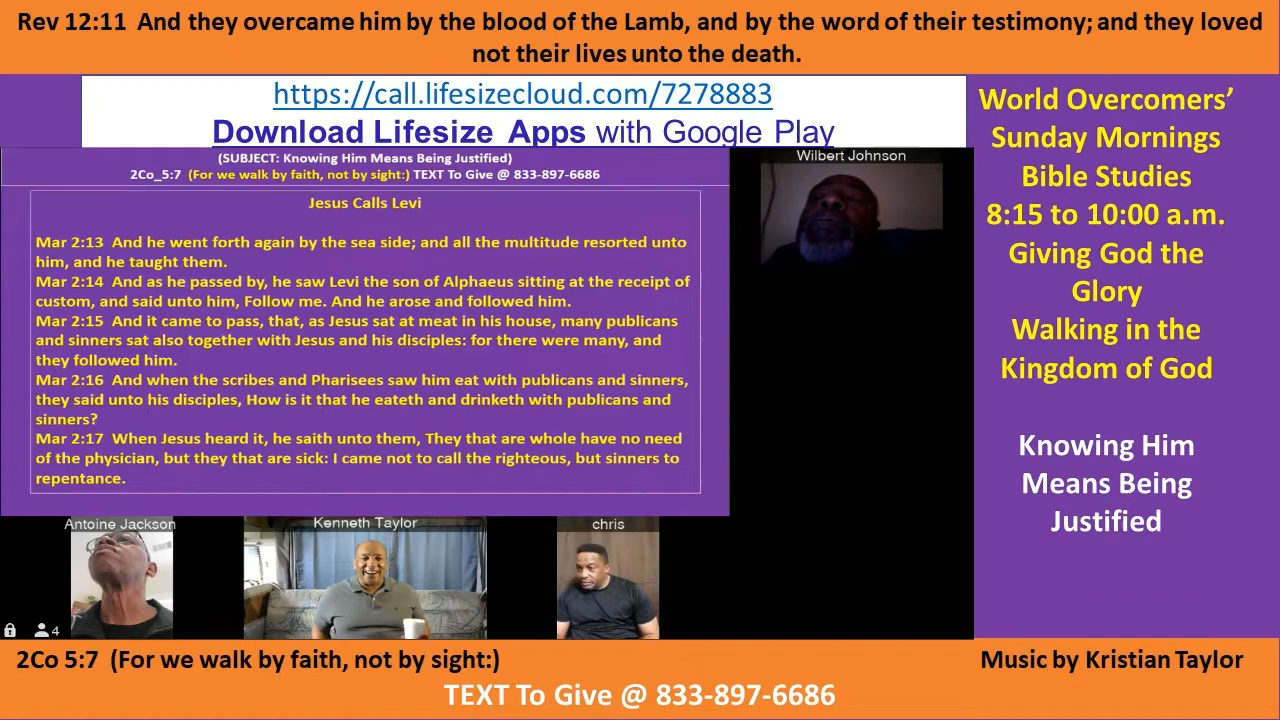 Rev 12:11  And they overcame him by the blood of the Lamb, and by the word of their testimony; and they loved
not their lives unto the death.
https://call.lifesizecloud.com/7278883
Download Lifesize Apps with Google Play
(SUBJECT: Knowing Him Means Being Justified)
2Co_5:7 (For we walk by faith, not by sight:) TEXT To Give @ 833-897-6686
Jesus Calls Levi
Mar 2:13  And he went forth again by the sea side; and all the multitude resorted unto
him, and he taught them.
Mar 2:14  And as he passed by, he saw Levi the son of Alphaeus sitting at the receipt of
custom, and said unto him, Follow me. And he arose and followed him.
Mar 2:15  And it came to pass, that, as Jesus sat at meat in his house, many publicans
and sinners sat also together with Jesus and his disciples: for there were many, and
they followed him.
Mar 2:16  And when the scribes and Pharisees saw him eat with publicans and sinners,
they said unto his disciples, How is it that he eateth and drinketh with publicans and
sinners?
Mar 2:17  When Jesus heard it, he saith unto them, They that are whole have no need
of the physician, but they that are sick: I came not to call the righteous, but sinners to
repentance.
Wilbert Johnson
Antoine Jackson
Kenneth Taylor
chris
4
World Overcomers'
Sunday Mornings
Bible Studies
8:15 to 10:00 a.m.
Giving God the
Glory
Walking in the
Kingdom of God
Knowing Him
Means Being
Justified
2Co 5:7  (For we walk by faith, not by sight:)
Music by Kristian Taylor
TEXT To Give @ 833-897-6686